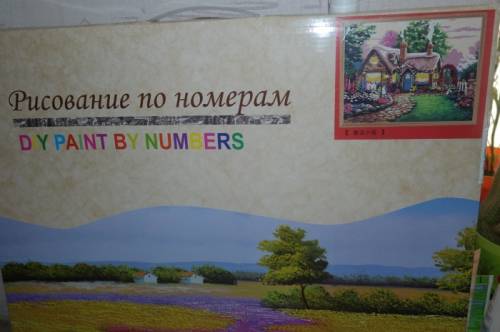 Рисование по номерам
DIY PAINT BY NUMBERS